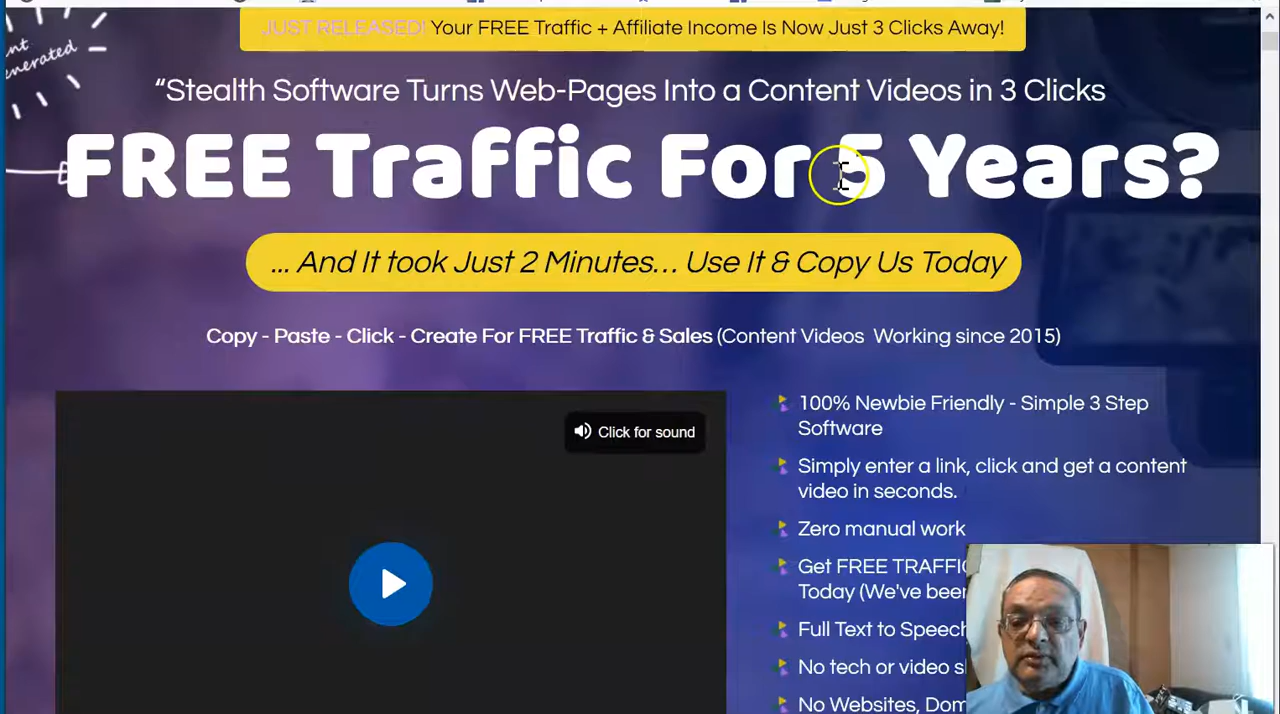 JUST RELEASED! Your FREE Traffic + Affiliate Income Is Now Just 3 Clicks Away!
“Stealth Software Turns Web-Pages Into a Content Videos in 3 Clicks
FREE Traffic For 5 Years?
... And It took Just 2 Minutes... Use It & Copy Us Today
Copy - Paste - Click - Create For FREE Traffic & Sales (Content Videos Working since 2015)
Click for sound
100% Newbie Friendly - Simple 3 Step
Software
Simply enter a link, click and get a content
video in seconds.
Zero manual work
Get FREE TRAFFIC
Today (We've been
Full Text to Speech
No tech or video
No Websites,